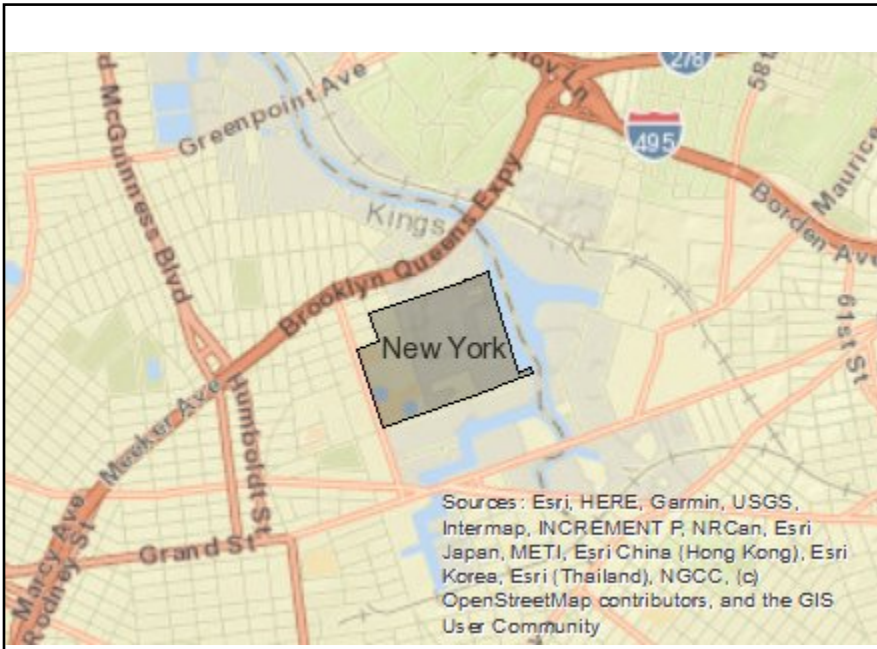 278
58th
d McGuinness Blvd
Greenpoint Ave
495
Maurice
Kings
Brooklyn Queens Expy
Borden Ave
New York
61st St
Meeker Ave
Humboldt St
Marcy Ave
Rodney St
Grand St
Sources: Esri, HERE, Garmin, USGS,
Intermap, INCREMENT P, NRCan, Esri
Japan, METI, Esri China (Hong Kong), Esri
Korea, Esri (Thailand), NGCC, (c)
OpenStreetMap contributors, and the GIS
User Community